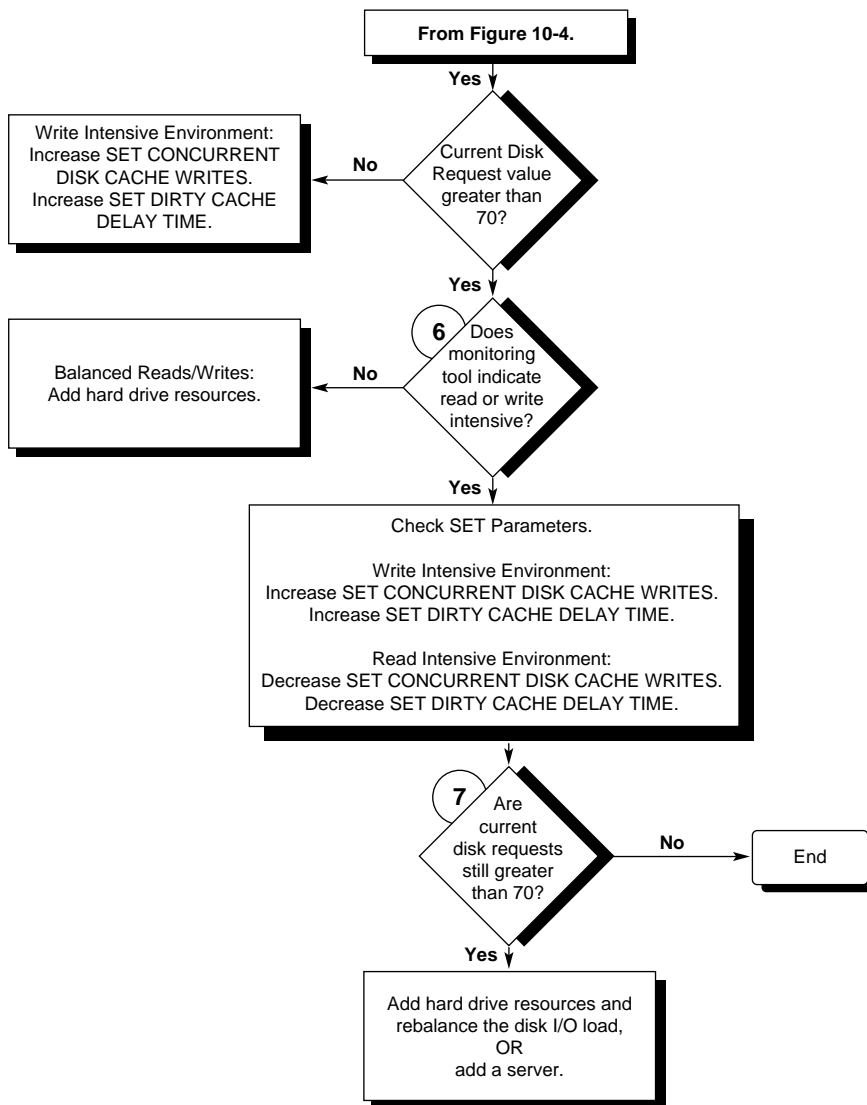 From Figure 10-4.
Yes
Current Disk
Request value
greater than
70?
No
Write Intensive Environment:
Increase SET CONCURRENT
DISK CACHE WRITES.
Increase SET DIRTY CACHE
DELAY TIME.
Yes
6
Does
monitoring
tool indicate
read or write
intensive?
No
Balanced Reads/Writes:
Add hard drive resources.
Yes
Check SET Parameters.
Write Intensive Environment:
Increase SET CONCURRENT DISK CACHE WRITES.
Increase SET DIRTY CACHE DELAY TIME.
Read Intensive Environment:
Decrease SET CONCURRENT DISK CACHE WRITES.
Decrease SET DIRTY CACHE DELAY TIME.
7
Are
current
disk requests
still greater
than 70?
No
End
Yes
Add hard drive resources and
rebalance the disk I/O load,
OR
add a server.